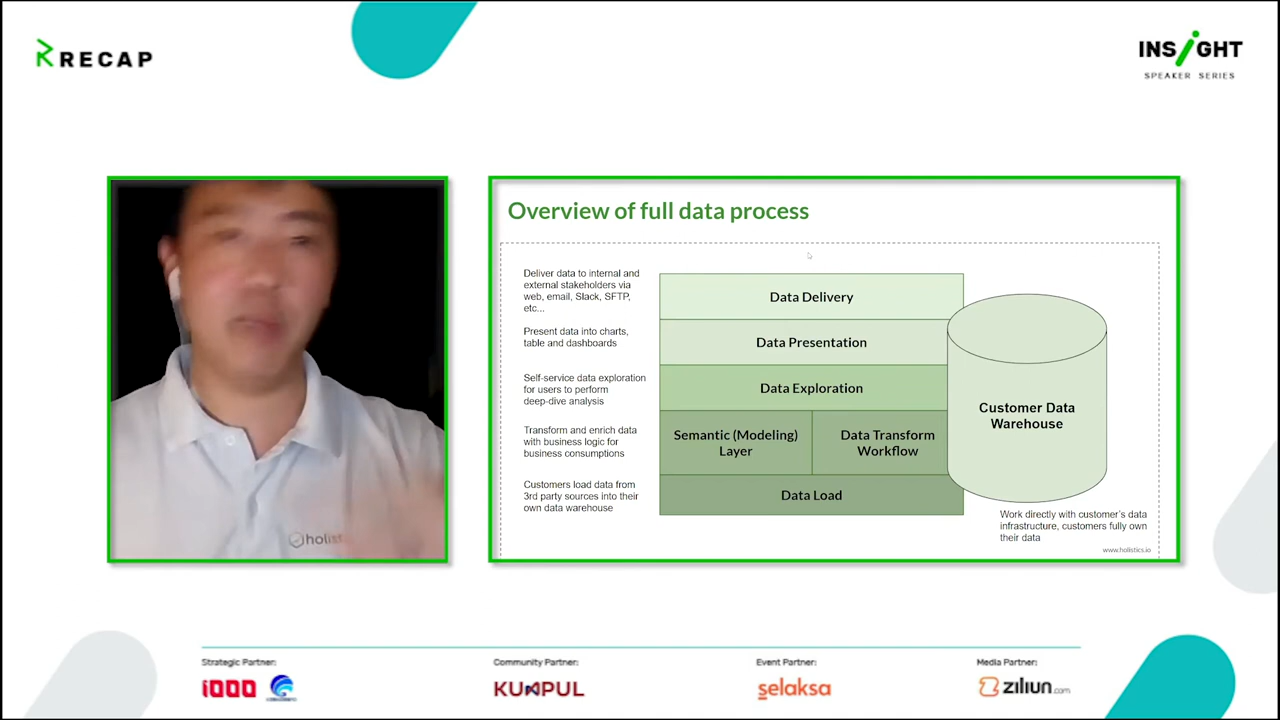 RECAP
INSIGHT
SPEAKER SERIES
Overview of full data process
Deliver data to internal and
external stakeholders via
web, email, Slack, SFTP,
etc...
Present data into charts,
table and dashboards
Self-service data exploration
for users to perform
deep-dive analysis
Transform and enrich data
with business logic for
business consumptions
Customers load data from
3rd party sources into their
own data warehouse
Data Delivery
Data Presentation
Data Exploration
Semantic (Modeling)
Layer
Data Transform
Workflow
Data Load
Customer Data
Warehouse
Work directly with customer's data
infrastructure, customers fully own
their data
www.holistics.io
holist
Strategic Partner:
1000
Community Partner:
KUMPUL
Event Partner:
selaksa
Media Partner:
ziliun.com